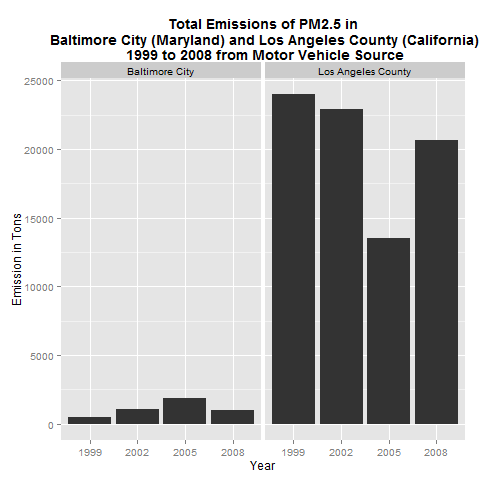 Total Emissions of PM2.5 in
Baltimore City (Maryland) and Los Angeles County (California)
1999 to 2008 from Motor Vehicle Source
Baltimore City
Los Angeles County
Emission in Tons
25000
20000
15000
10000
5000
0
1999 2002 2005 2008
1999 2002 2005 2008
Year